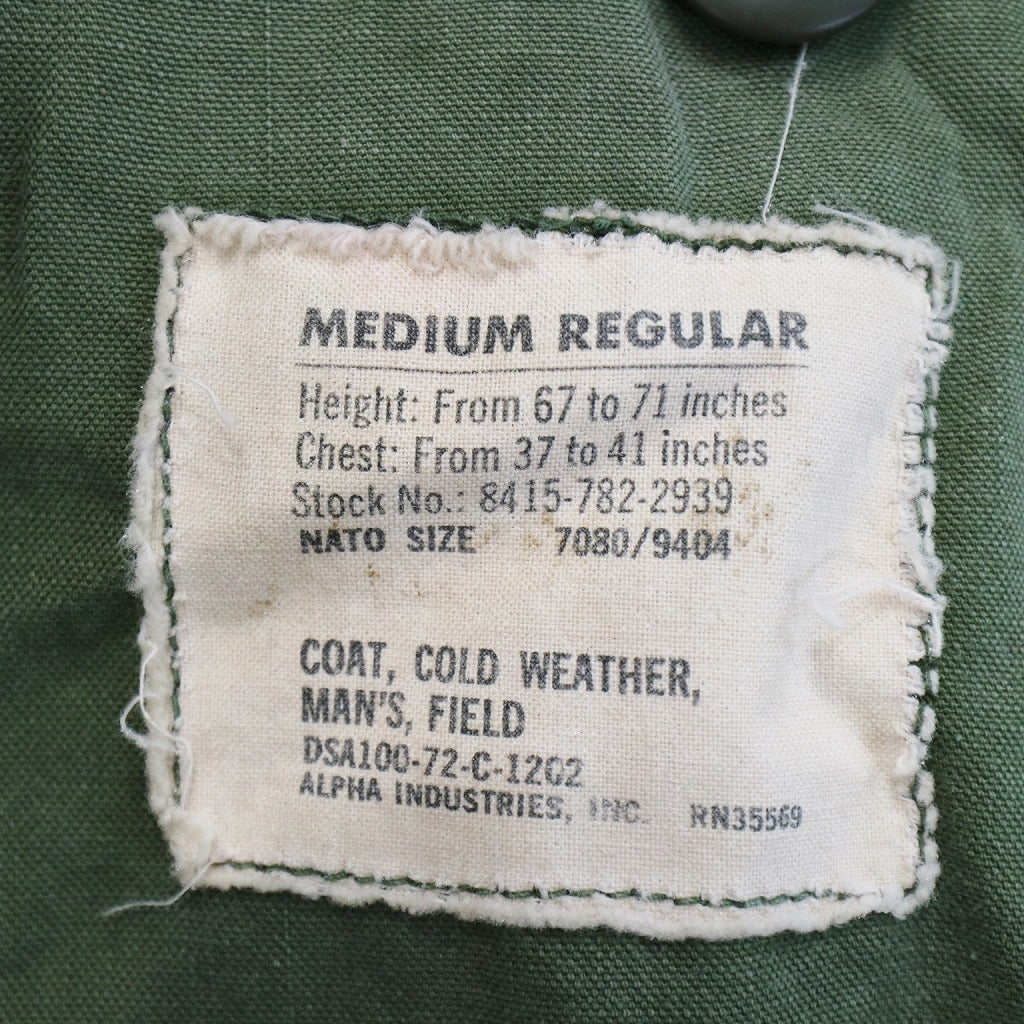 MEDIUM REGULAR
Height: From 67 to 71 inches
Chest: From 37 to 41 inches
Stock No.: 8415-782-2939
NATO SIZE 7080/9404
COAT, COLD WEATHER,
MAN'S, FIELD
DSA100-72-C-1202
ALPHA INDUSTRIES, INC. RN35569